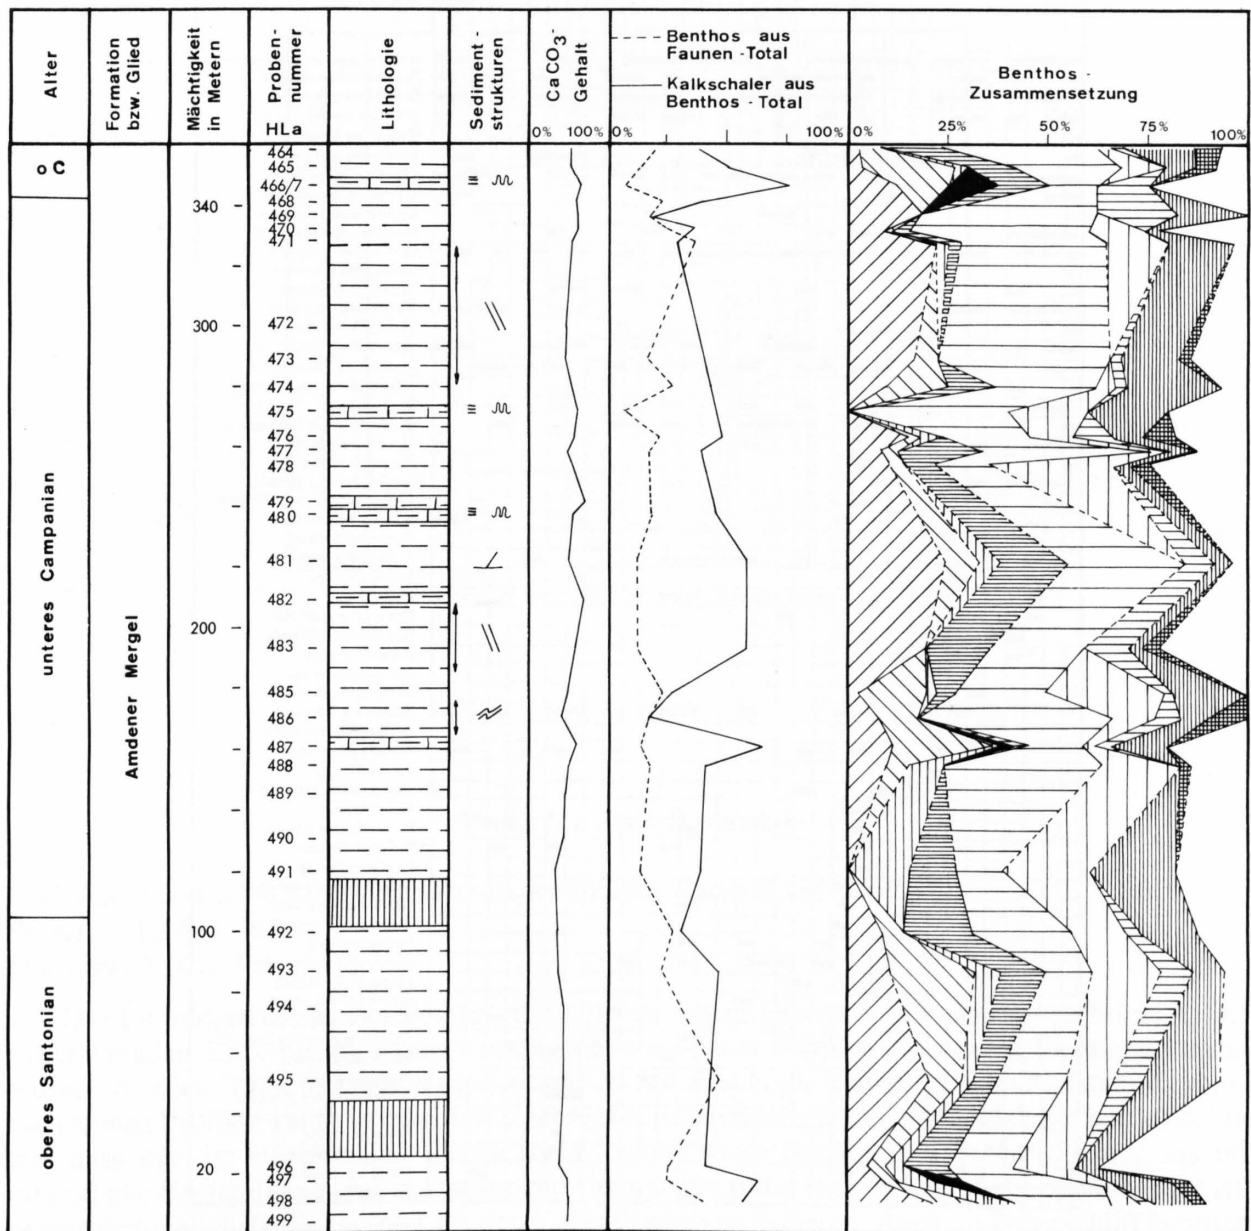 Alter
Formation
bzw. Glied
Mächtigkeit
in Metern
Proben-
nummer
HLa
Lithologie
Sediment-
strukturen
CaCO3-
Gehalt
0% 100%
Benthos aus
Faunen-Total
Kalkschaler aus
Benthos-Total
0% 100%
Benthos-
Zusammensetzung
0% 25% 50% 75% 100%
o C
unteres Campanian
oberes Santonian
Amdener Mergel
340
300
200
100
20
464
465
466/7
468
469
470
471
472
473
474
475
476
477
478
479
480
481
482
483
485
486
487
488
489
490
491
492
493
494
495
496
497
498
499